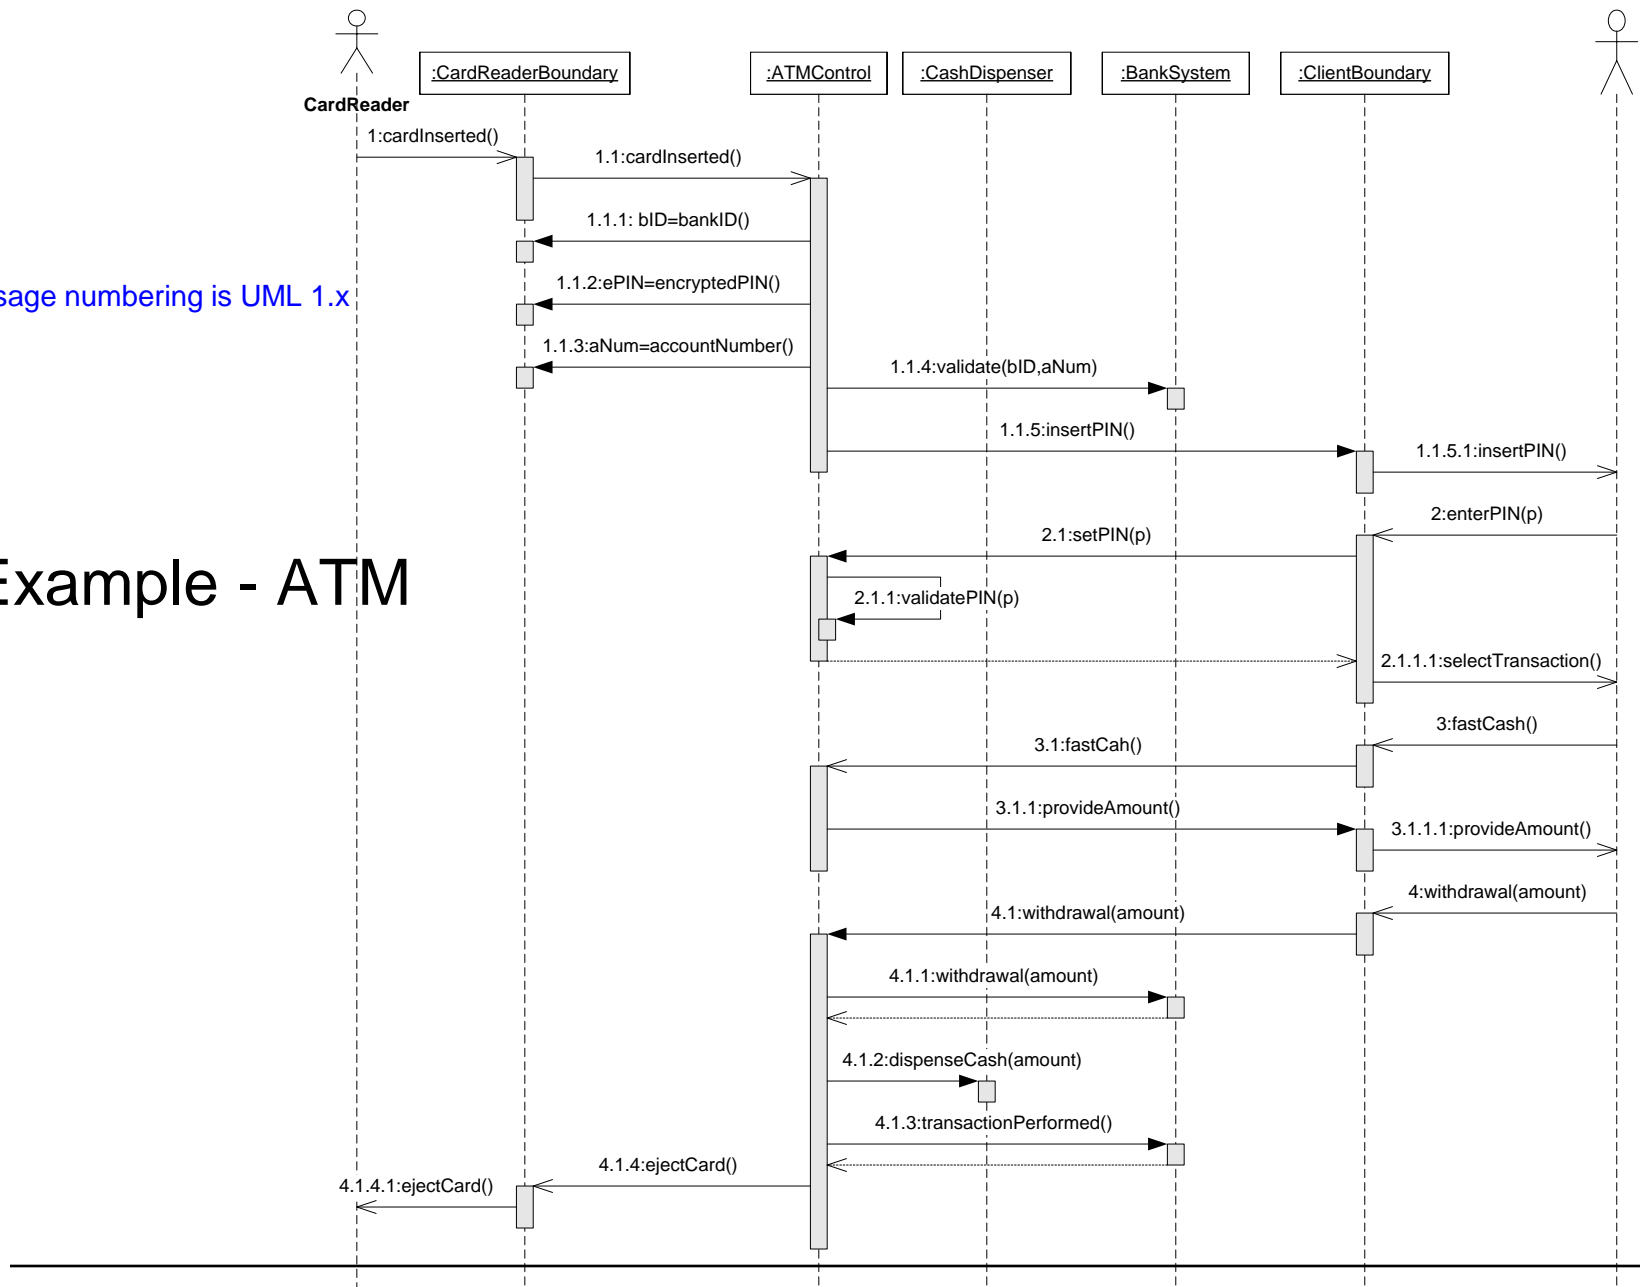 :CardReaderBoundary
:ATMControl
:CashDispenser
:BankSystem
:ClientBoundary
CardReader
1:cardInserted()
1.1:cardInserted()
1.1.1: bID=bankID()
1.1.2:ePIN=encryptedPIN()
sage numbering is UML 1.x
1.1.3:aNum=accountNumber()
1.1.4:validate(bID,aNum)
1.1.5:insertPIN()
1.1.5.1:insertPIN()
2:enterPIN(p)
2.1:setPIN(p)
Example - ATM
2.1.1:validatePIN(p)
2.1.1.1:selectTransaction()
3:fastCash()
3.1:fastCah()
3.1.1:provideAmount()
3.1.1.1:provideAmount()
4:withdrawal(amount)
4.1:withdrawal(amount)
4.1.1:withdrawal(amount)
4.1.2:dispenseCash(amount)
4.1.3:transactionPerformed()
4.1.4:ejectCard()
4.1.4.1:ejectCard()